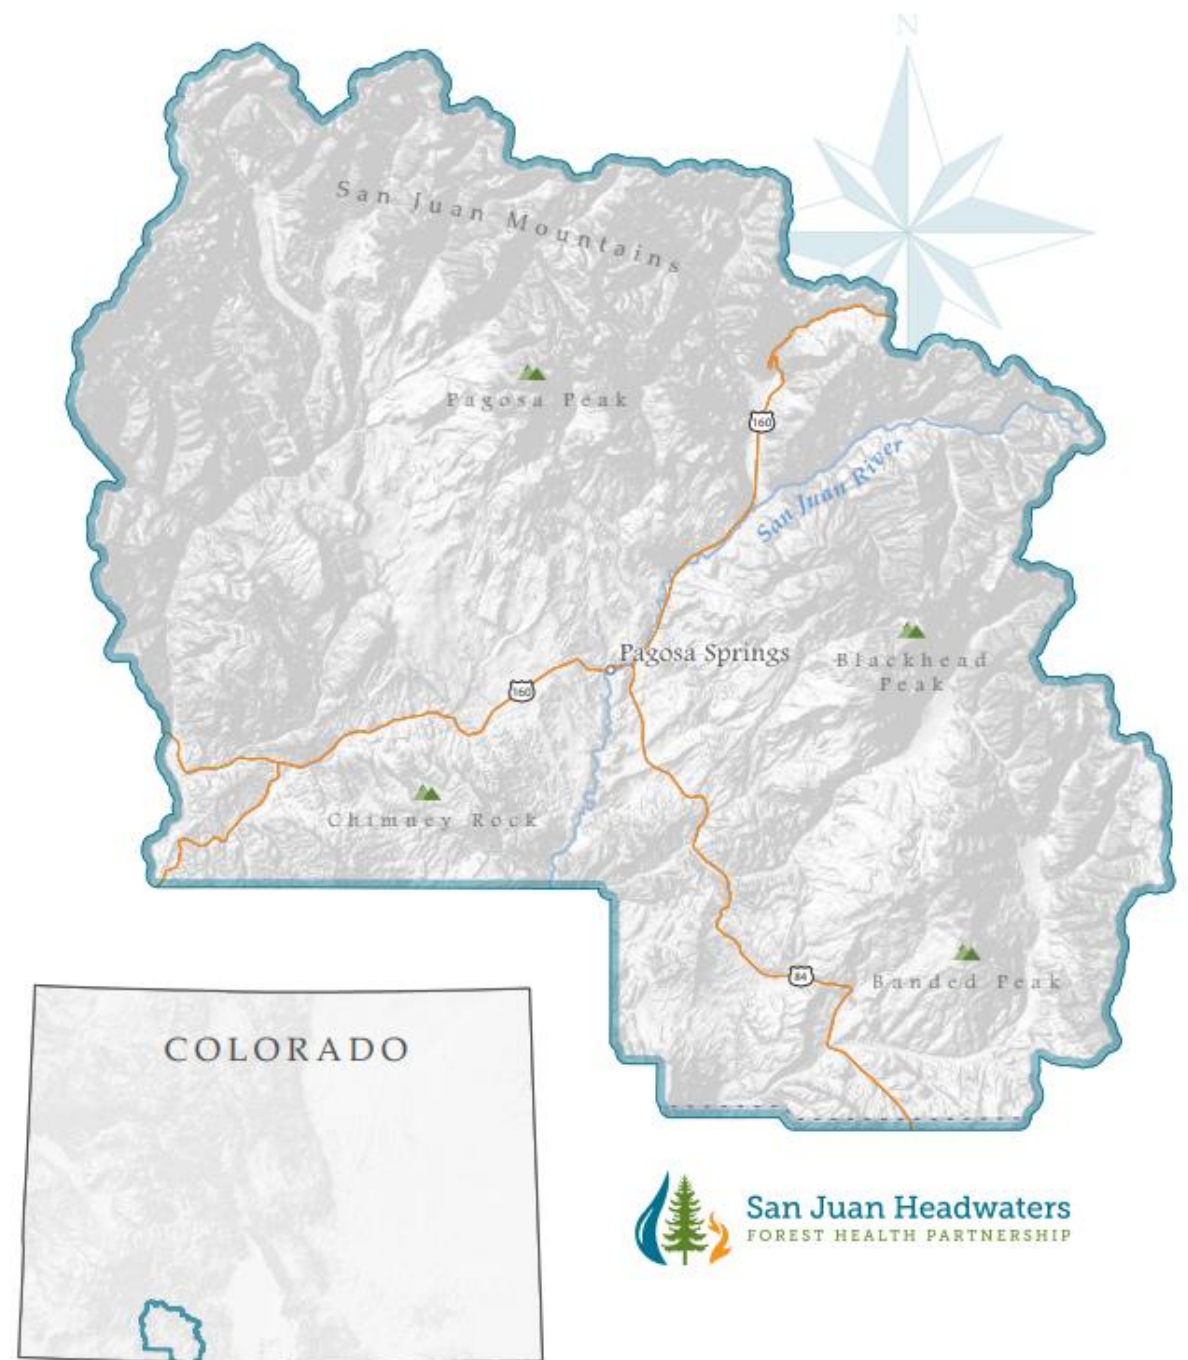 N
San Juan Mountains
Pagosa Peak
160
San Juan River
Pagosa Springs
Blackhead
Peak
160
Chimney Rock
84
Banded Peak
COLORADO
San Juan Headwaters
FOREST HEALTH PARTNERSHIP